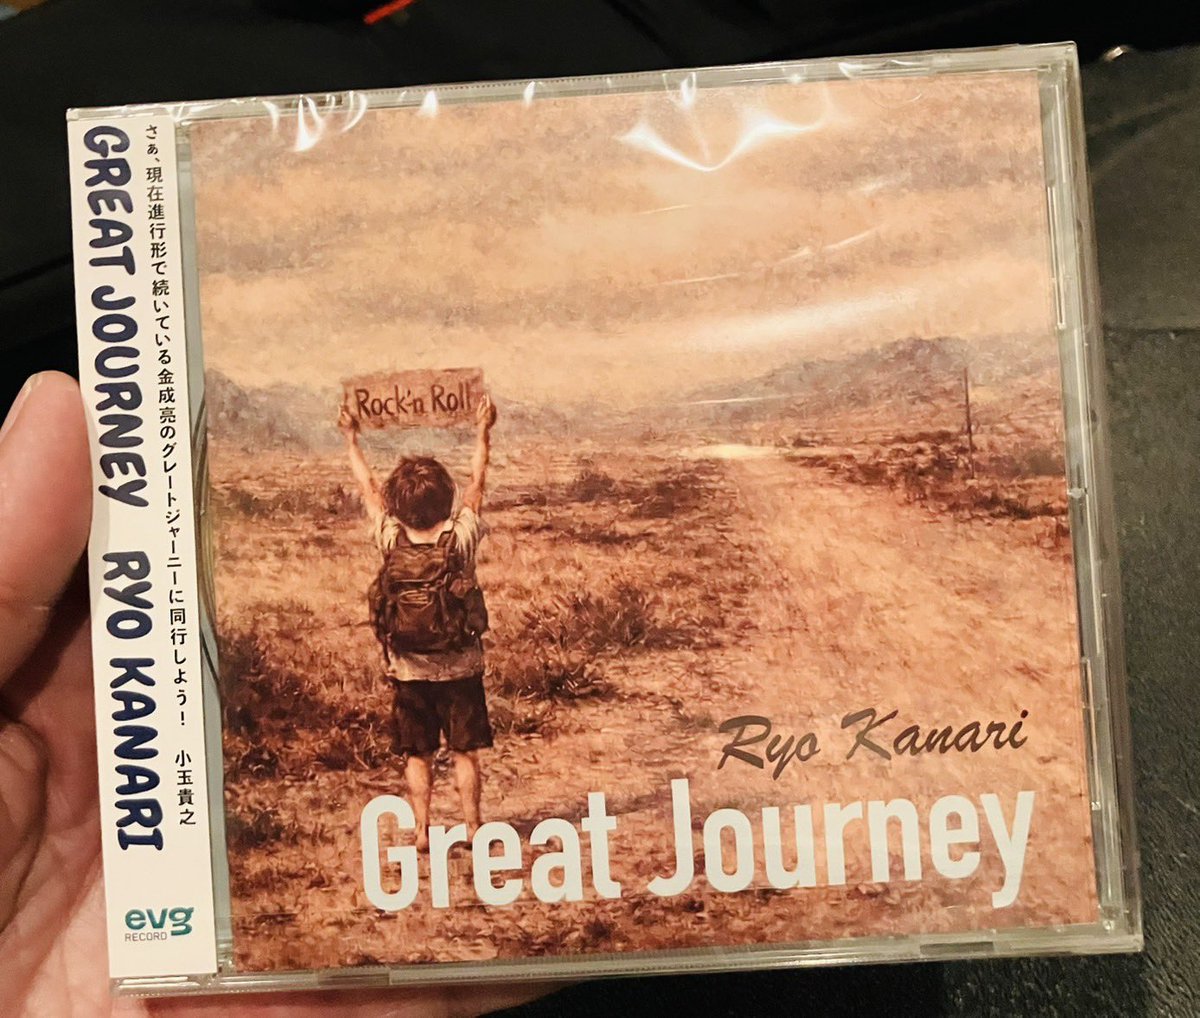 GREAT JOURNEY RYO KANARI
さぁ、現在進行形で続いている金成亮のグレートジャーニーに同行しよう! 小玉貴之
evg
RECORD
Rock'n Roll
Ryo Kanari
Great Journey